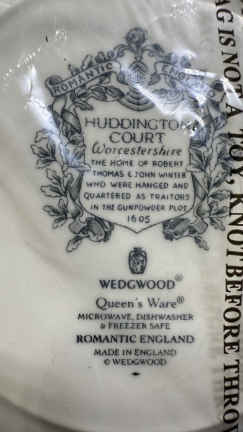 ROMANTIC ENGLAND
HUDDINGTON
COURT
Worcestershire
THE HOME OF ROBERT
THOMAS & JOHN WINTER
WHO WERE HANGED AND
QUARTERED AS TRAITORS
IN THE GUNPOWDER PLOT
1605
WEDGWOOD®
Queen's Ware®
MICROWAVE, DISHWASHER
& FREEZER SAFE
ROMANTIC ENGLAND
MADE IN ENGLAND
© WEDGWOOD
AG IS NOT A TOY, KNOT BEFORE THROW